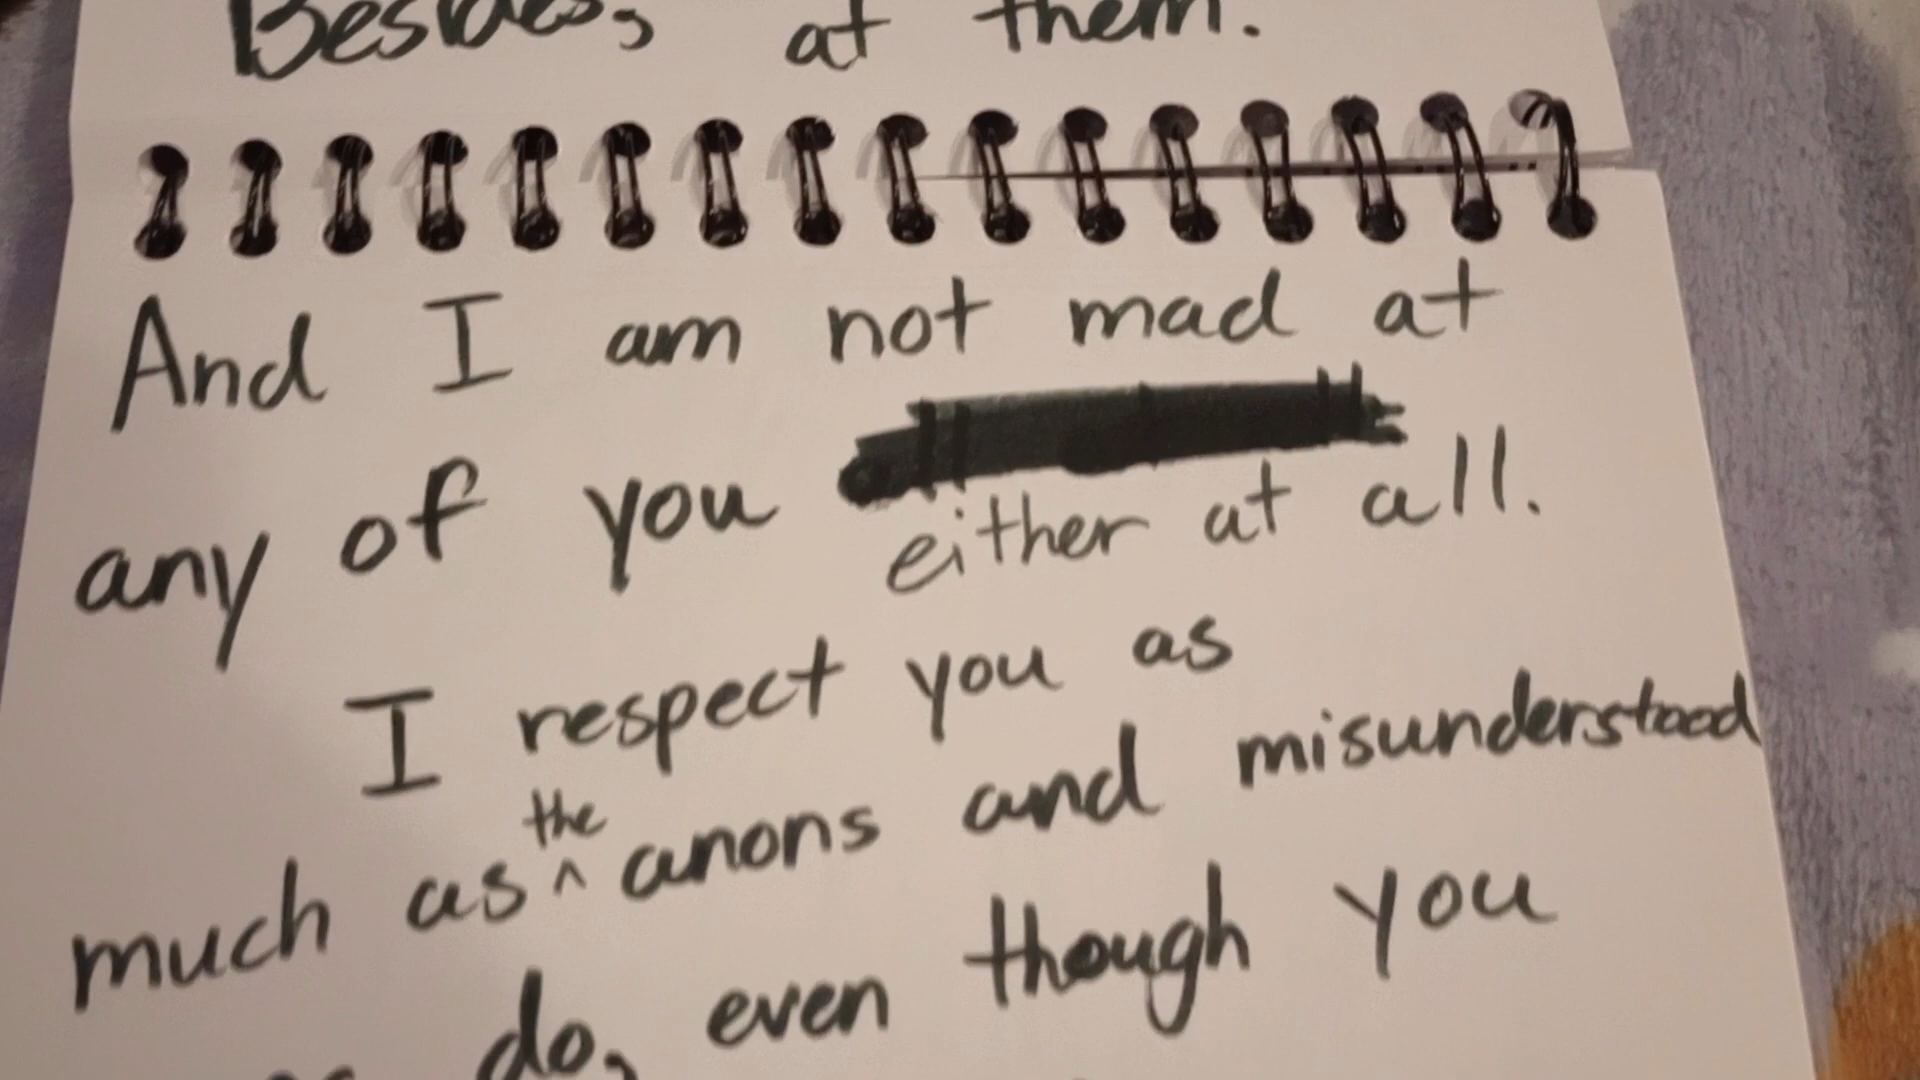 Besides, at them.
And I am not mad at
any of you either at all.
I respect you as
much as ^the anons and misunderstood
do, even though you